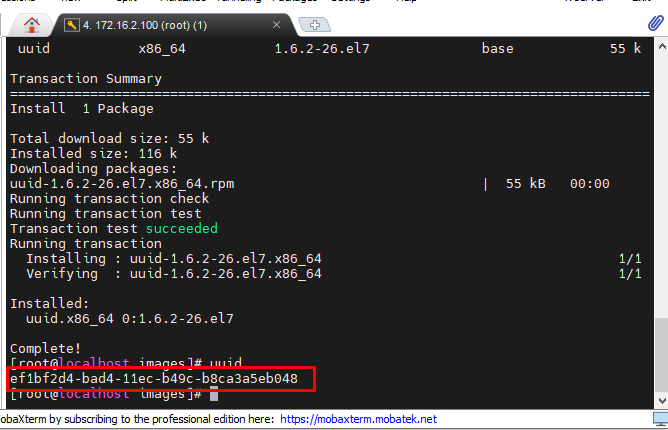 4. 172.16.2.100 (root) (1)
uuid x86_64 1.6.2-26.el7 base 55 k
Transaction Summary
================================================================================
Install 1 Package
Total download size: 55 k
Installed size: 116 k
Downloading packages:
uuid-1.6.2-26.el7.x86_64.rpm | 55 kB 00:00
Running transaction check
Running transaction test
Transaction test succeeded
Running transaction
Installing : uuid-1.6.2-26.el7.x86_64 1/1
Verifying : uuid-1.6.2-26.el7.x86_64 1/1
Installed:
uuid.x86_64 0:1.6.2-26.el7
Complete!
[root@localhost images]# uuid
ef1bf2d4-bad4-11ec-b49c-b8ca3a5eb048
[root@localhost images]#
obaXterm by subscribing to the professional edition here: https://mobaxterm.mobatek.net